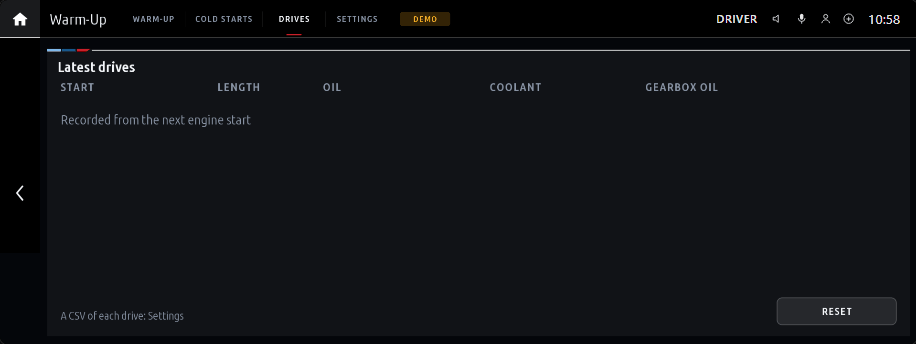 Warm-Up WARM-UP COLD STARTS DRIVES SETTINGS DEMO DRIVER 10:58
Latest drives
START LENGTH OIL COOLANT GEARBOX OIL
Recorded from the next engine start
A CSV of each drive: Settings
RESET